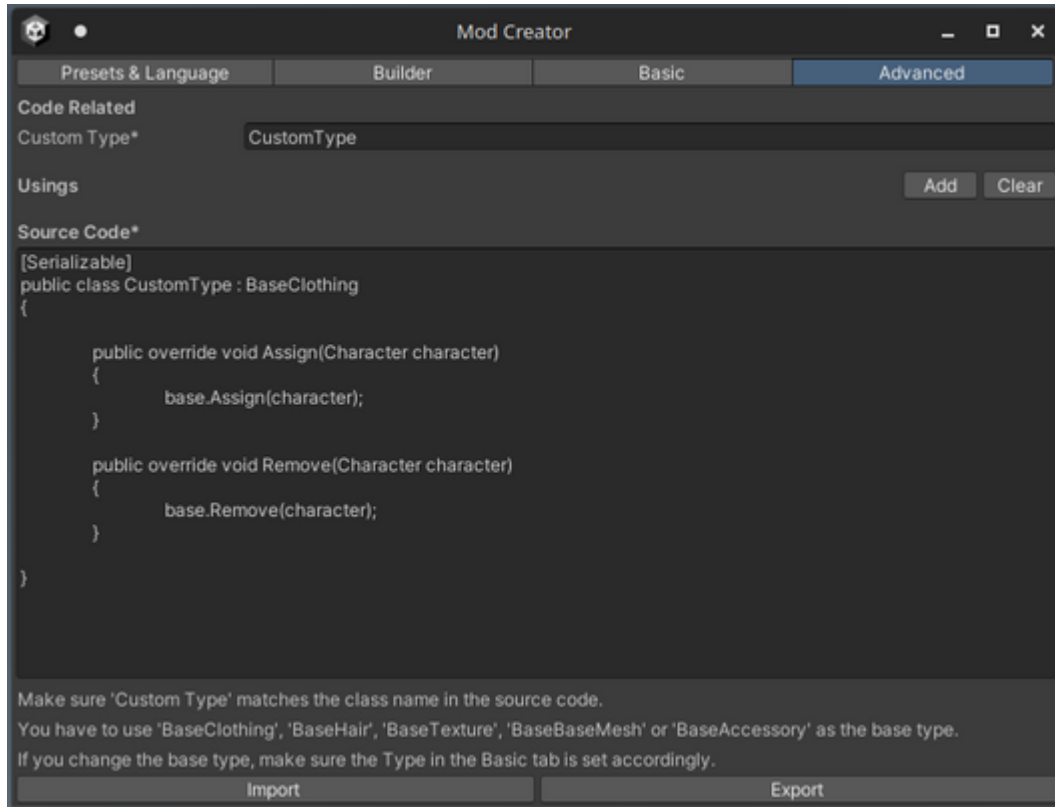 Mod Creator
Presets & Language Builder Basic Advanced
Code Related
Custom Type* CustomType
Usings Add Clear
Source Code*
[Serializable]
public class CustomType : BaseClothing
{
public override void Assign(Character character)
{
base.Assign(character);
}
public override void Remove(Character character)
{
base.Remove(character);
}
}
Make sure 'Custom Type' matches the class name in the source code.
You have to use 'BaseClothing', 'BaseHair', 'BaseTexture', 'BaseBaseMesh' or 'BaseAccessory' as the base type.
If you change the base type, make sure the Type in the Basic tab is set accordingly.
Import Export